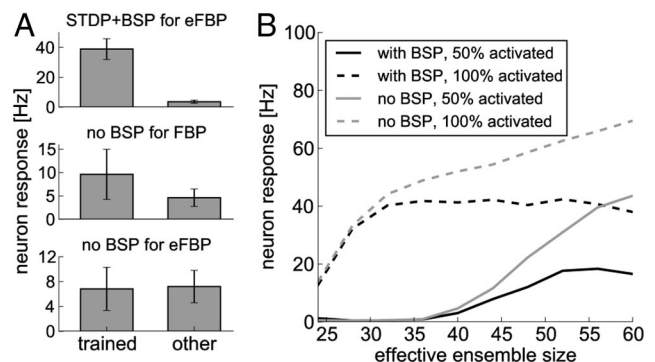 A
STDP+BSP for eFBP
40
20
0
no BSP for FBP
15
10
5
0
no BSP for eFBP
12
8
4
0
neuron response [Hz]
trained other
B
100
80
60
40
20
0
neuron response [Hz]
with BSP, 50% activated
with BSP, 100% activated
no BSP, 50% activated
no BSP, 100% activated
24 30 35 40 45 50 55 60
effective ensemble size